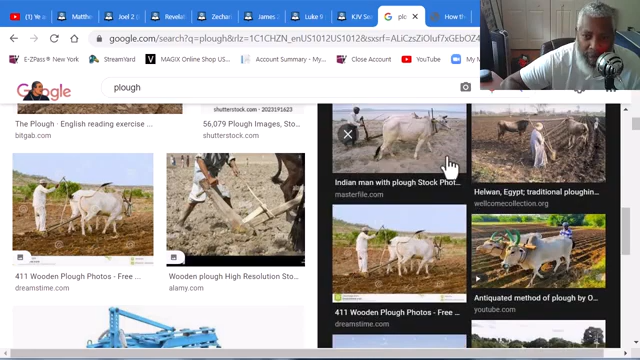 (1) Ye a
Matthe
Joel 2 
Revelat
Zechar
James 
Luke 6
KJV Se
plo
How th
google.com/search?q=plough&rlz=1C1CHZN_enUS1012US1012&sxsrf=ALiCzsZiOluf7xGEbOZ4
E-ZPass® New York
StreamYard
MAGIX Online Shop US...
Account Summary -...
Close Account
YouTube
Maps
Google
plough
The Plough · English reading exercise ...
bitgab.com
shutterstock.com · 2023191623
56,079 Plough Images, Sto...
shutterstock.com
411 Wooden Plough Photos - Free ...
dreamstime.com
Wooden plough High Resolution Sto...
alamy.com
Indian man with plough Stock Phot...
masterfile.com
Helwan, Egypt; traditional ploughin...
wellcomecollection.org
411 Wooden Plough Photos - Free ...
dreamstime.com
Antiquated method of plough by O...
youtube.com